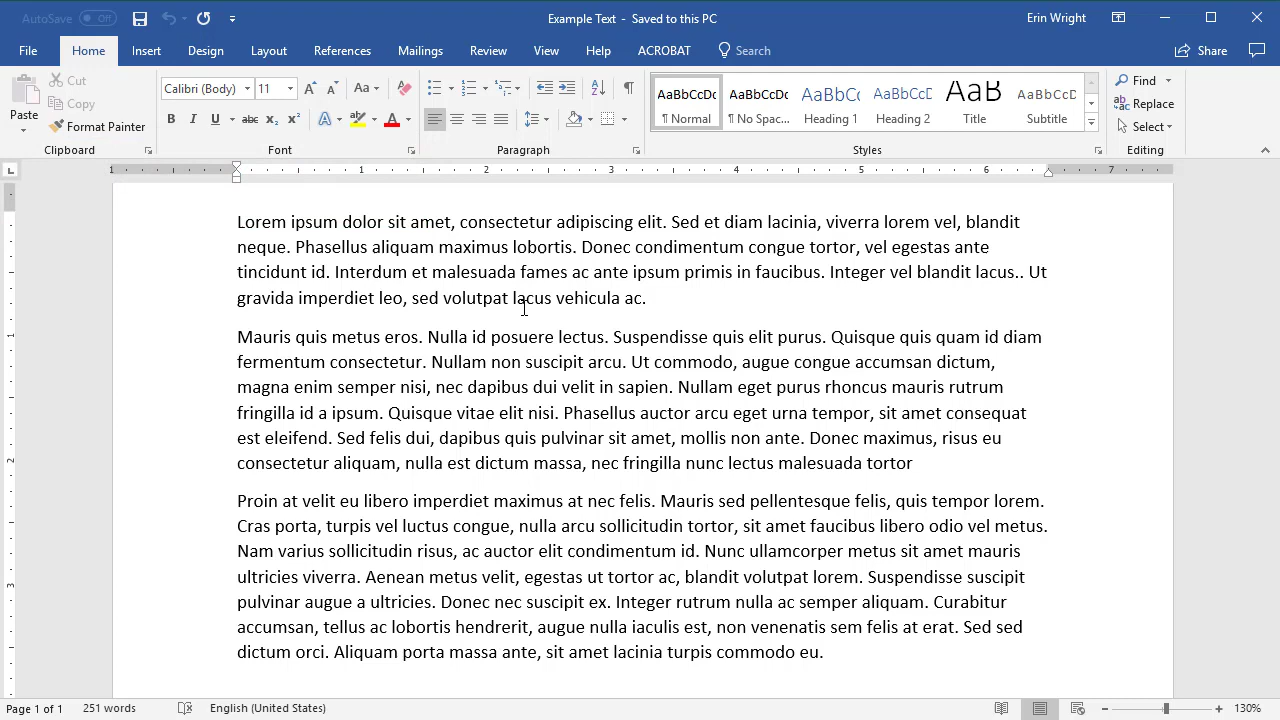 AutoSave Off
Example Text - Saved to this PC
Erin Wright
File Home Insert Design Layout References Mailings Review View Help ACROBAT Search Share
Paste
Cut
Copy
Format Painter
Clipboard
Calibri (Body) 11 Aa
B I U abc x₂ x² A A
Font
Paragraph
AaBbCcDc AaBbCcDc AaBbCc AaBbCcD AaB AaBbCcD
¶ Normal ¶ No Spac... Heading 1 Heading 2 Title Subtitle
Styles
Find
Replace
Select
Editing
1 1 2 3 4 5 6 7
Lorem ipsum dolor sit amet, consectetur adipiscing elit. Sed et diam lacinia, viverra lorem vel, blandit
neque. Phasellus aliquam maximus lobortis. Donec condimentum congue tortor, vel egestas ante
tincidunt id. Interdum et malesuada fames ac ante ipsum primis in faucibus. Integer vel blandit lacus.. Ut
gravida imperdiet leo, sed volutpat lacus vehicula ac.
Mauris quis metus eros. Nulla id posuere lectus. Suspendisse quis elit purus. Quisque quis quam id diam
fermentum consectetur. Nullam non suscipit arcu. Ut commodo, augue congue accumsan dictum,
magna enim semper nisi, nec dapibus dui velit in sapien. Nullam eget purus rhoncus mauris rutrum
fringilla id a ipsum. Quisque vitae elit nisi. Phasellus auctor arcu eget urna tempor, sit amet consequat
est eleifend. Sed felis dui, dapibus quis pulvinar sit amet, mollis non ante. Donec maximus, risus eu
consectetur aliquam, nulla est dictum massa, nec fringilla nunc lectus malesuada tortor
Proin at velit eu libero imperdiet maximus at nec felis. Mauris sed pellentesque felis, quis tempor lorem.
Cras porta, turpis vel luctus congue, nulla arcu sollicitudin tortor, sit amet faucibus libero odio vel metus.
Nam varius sollicitudin risus, ac auctor elit condimentum id. Nunc ullamcorper metus sit amet mauris
ultricies viverra. Aenean metus velit, egestas ut tortor ac, blandit volutpat lorem. Suspendisse suscipit
pulvinar augue a ultricies. Donec nec suscipit ex. Integer rutrum nulla ac semper aliquam. Curabitur
accumsan, tellus ac lobortis hendrerit, augue nulla iaculis est, non venenatis sem felis at erat. Sed sed
dictum orci. Aliquam porta massa ante, sit amet lacinia turpis commodo eu.
1
2
3
Page 1 of 1 251 words English (United States) 130%